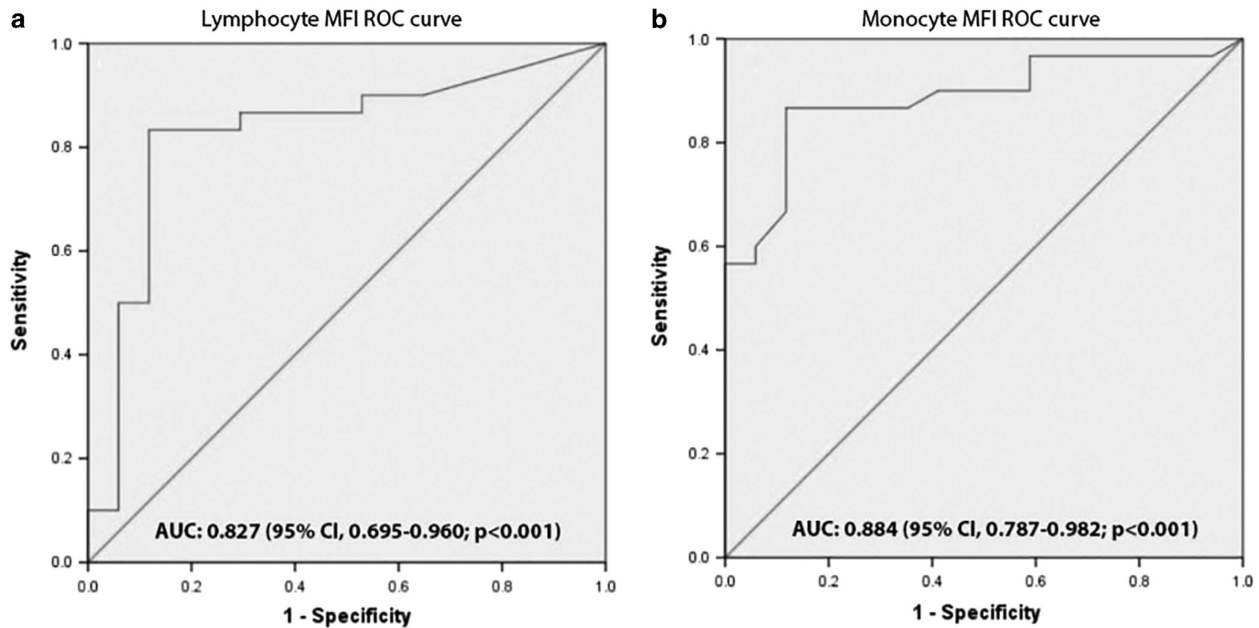 a
Lymphocyte MFI ROC curve
1.0
0.8
0.6
0.4
0.2
0.0
Sensitivity
AUC: 0.827 (95% CI, 0.695-0.960; p<0.001)
0.0 0.2 0.4 0.6 0.8 1.0
1 - Specificity
b
Monocyte MFI ROC curve
1.0
0.8
0.6
0.4
0.2
0.0
Sensitivity
AUC: 0.884 (95% CI, 0.787-0.982; p<0.001)
0.0 0.2 0.4 0.6 0.8 1.0
1 - Specificity